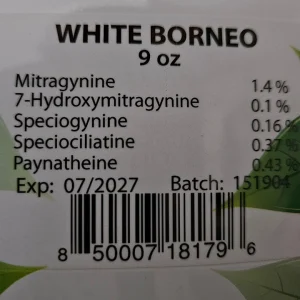 WHITE BORNEO
9 oz
Mitragynine 1.4 %
7-Hydroxymitragynine 0.1 %
Speciogynine 0.16 %
Speciociliatine 0.37 %
Paynatheine 0.43 %
Exp: 07/2027 Batch: 151904
8 50007 18179 6